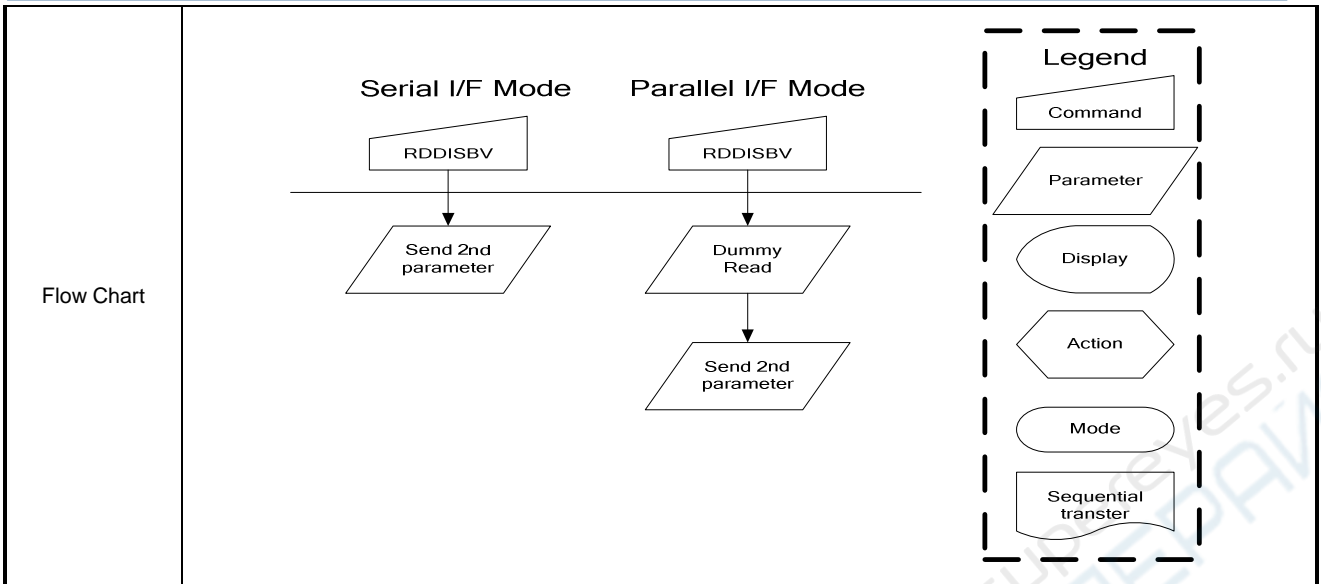 Flow Chart
Serial I/F Mode
RDDISBV
Send 2nd
parameter
Parallel I/F Mode
RDDISBV
Dummy
Read
Send 2nd
parameter
Legend
Command
Parameter
Display
Action
Mode
Sequential
transter